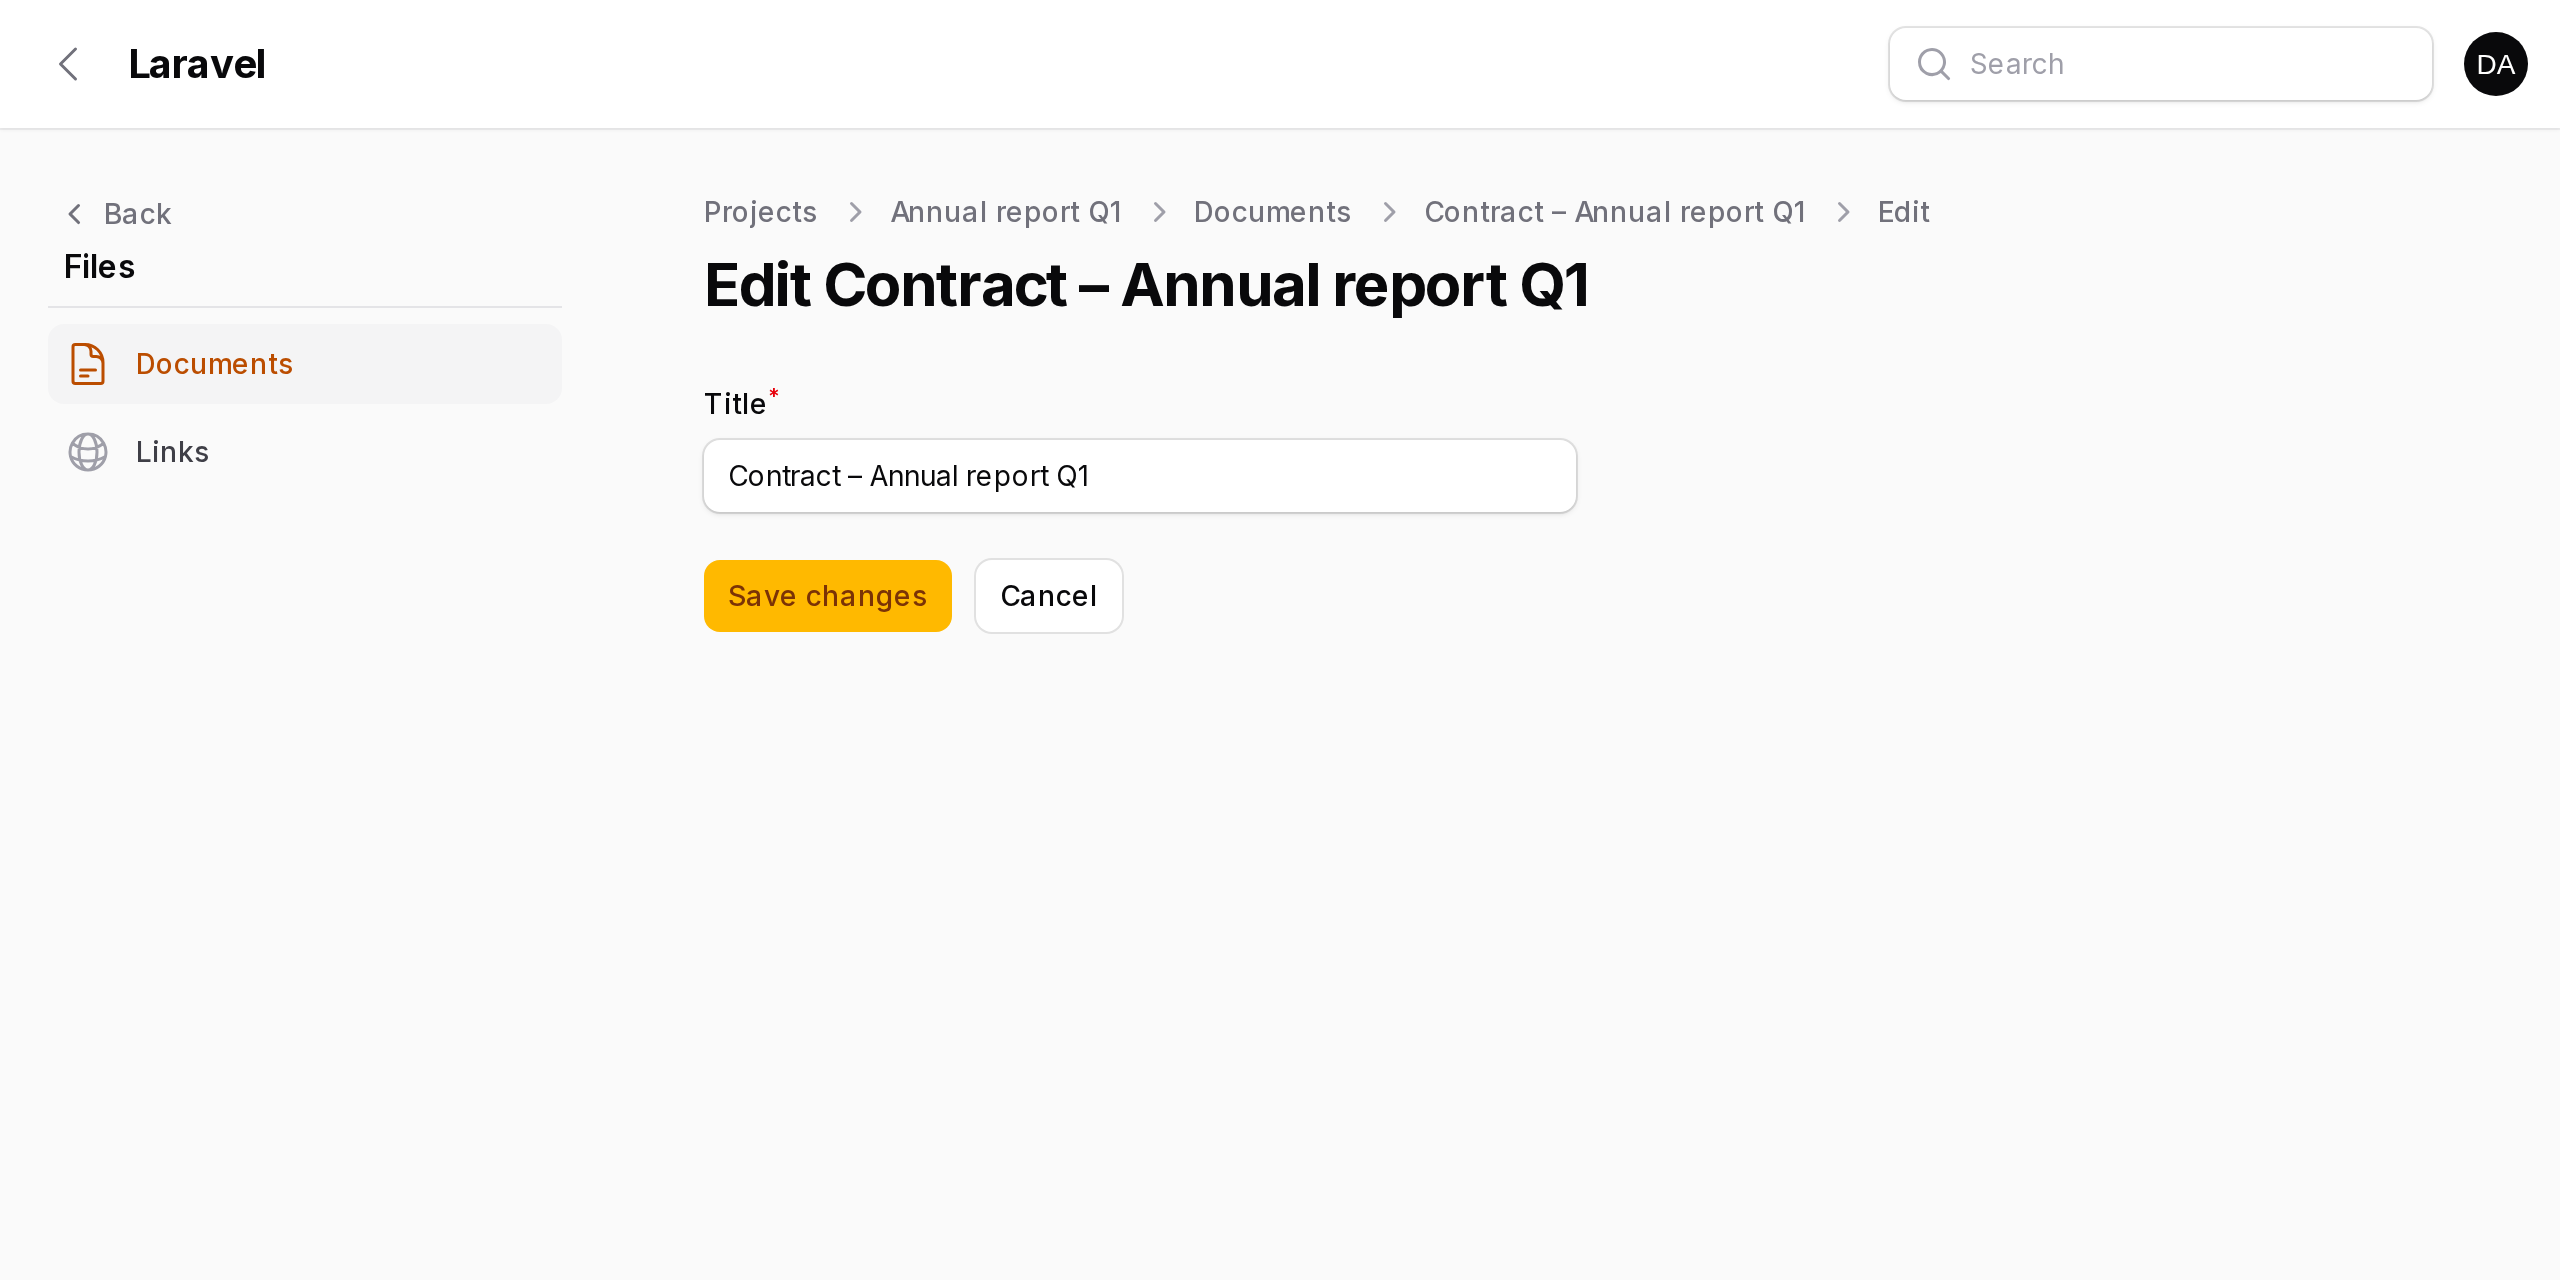 Laravel
Search
DA
Back
Files
Documents
Links
Projects > Annual report Q1 > Documents > Contract – Annual report Q1 > Edit
Edit Contract – Annual report Q1
Title*
Contract – Annual report Q1
Save changes
Cancel